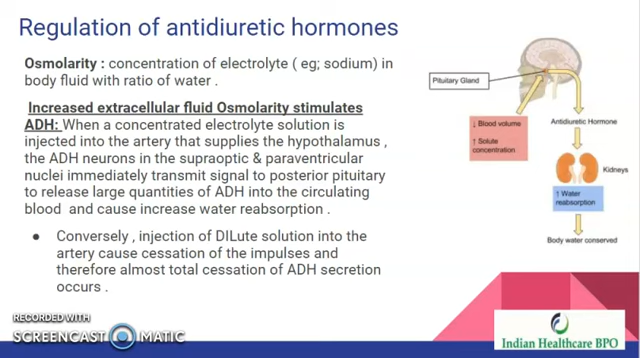 Regulation of antidiuretic hormones
Osmolarity : concentration of electrolyte ( eg; sodium) in
body fluid with ratio of water .
Increased extracellular fluid Osmolarity stimulates
ADH: When a concentrated electrolyte solution is
injected into the artery that supplies the hypothalamus ,
the ADH neurons in the supraoptic & paraventricular
nuclei immediately transmit signal to posterior pituitary
to release large quantities of ADH into the circulating
blood and cause increase water reabsorption .
● Conversely , injection of DILute solution into the
artery cause cessation of the impulses and
therefore almost total cessation of ADH secretion
occurs .
Pituitary Gland
↓ Blood volume
↑ Solute
concentration
Antidiuretic Hormone
Kidneys
↑ Water
reabsorption
Body water conserved
RECORDED WITH
SCREENCAST MATIC
Indian Healthcare BPO